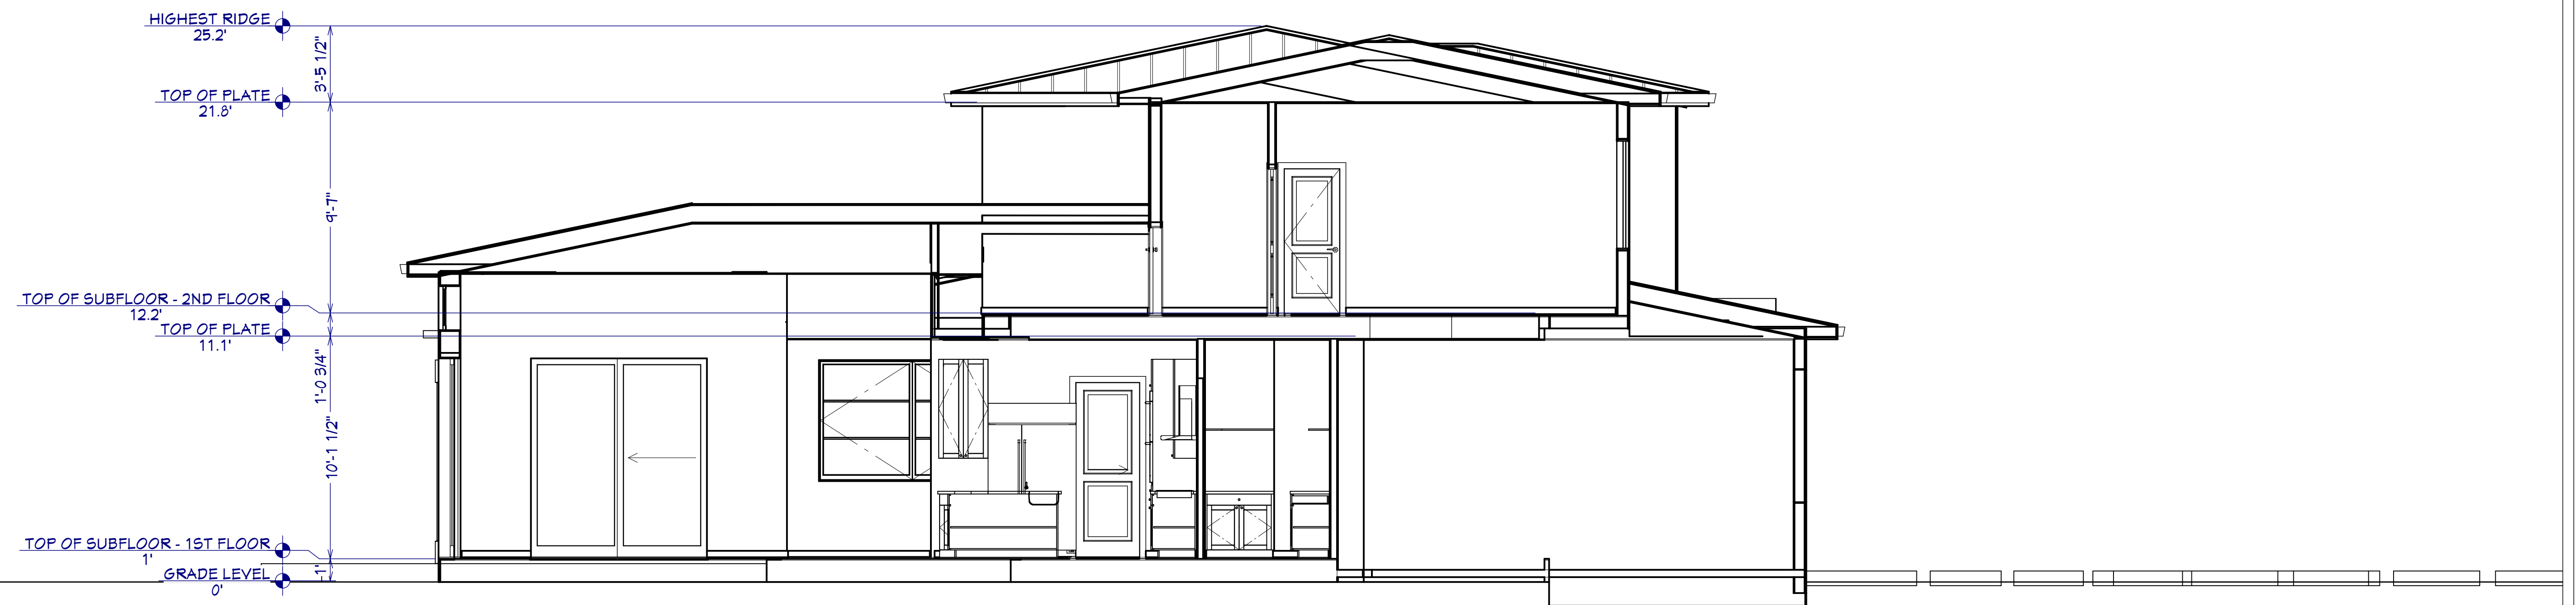 HIGHEST RIDGE
25.2'
3'-5 1/2"
TOP OF PLATE
21.8'
9'-7"
TOP OF SUBFLOOR - 2ND FLOOR
12.2'
TOP OF PLATE
11.1'
1'-0 3/4"
10'-1 1/2"
TOP OF SUBFLOOR - 1ST FLOOR
1'
1'
GRADE LEVEL
0'